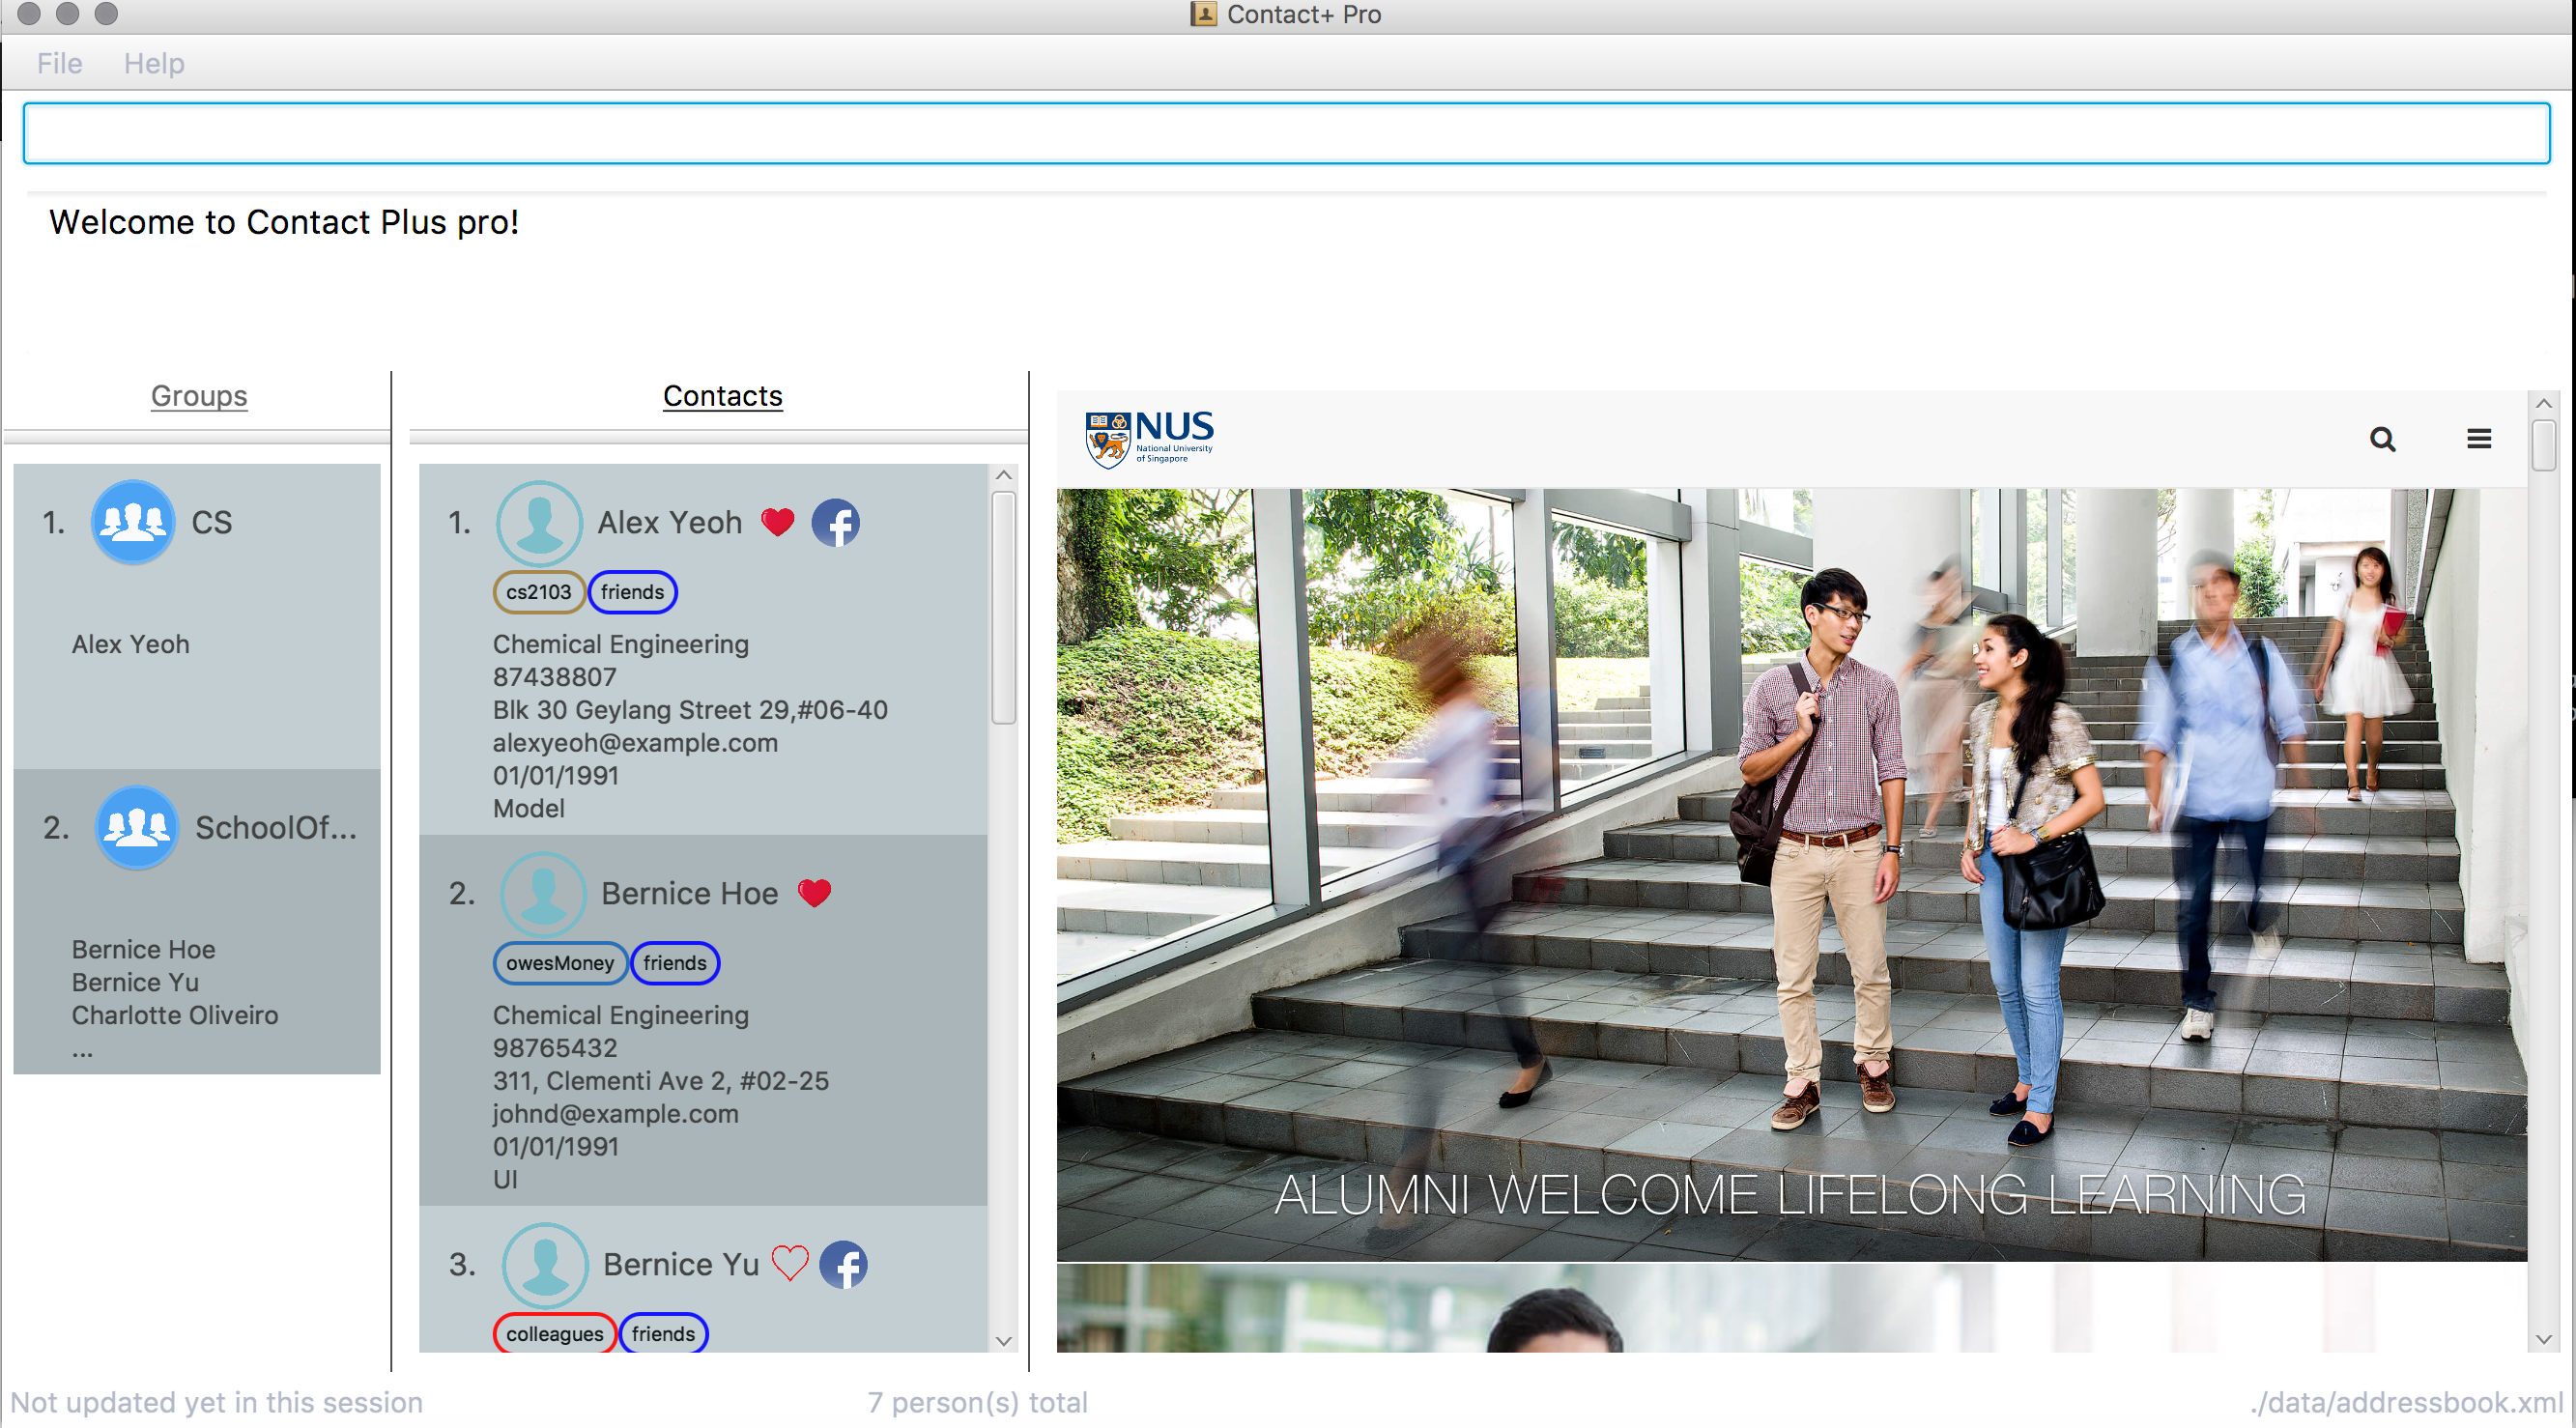 Contact+ Pro
File Help
Welcome to Contact Plus pro!
Groups
1. CS
Alex Yeoh
2. SchoolOf...
Bernice Hoe
Bernice Yu
Charlotte Oliveiro
...
Contacts
1. Alex Yeoh
cs2103 friends
Chemical Engineering
87438807
Blk 30 Geylang Street 29,#06-40
alexyeoh@example.com
01/01/1991
Model
2. Bernice Hoe
owesMoney friends
Chemical Engineering
98765432
311, Clementi Ave 2, #02-25
johnd@example.com
01/01/1991
UI
3. Bernice Yu
colleagues friends
NUS
National University
of Singapore
ALUMNI WELCOME LIFELONG LEARNING
Not updated yet in this session
7 person(s) total
./data/addressbook.xml